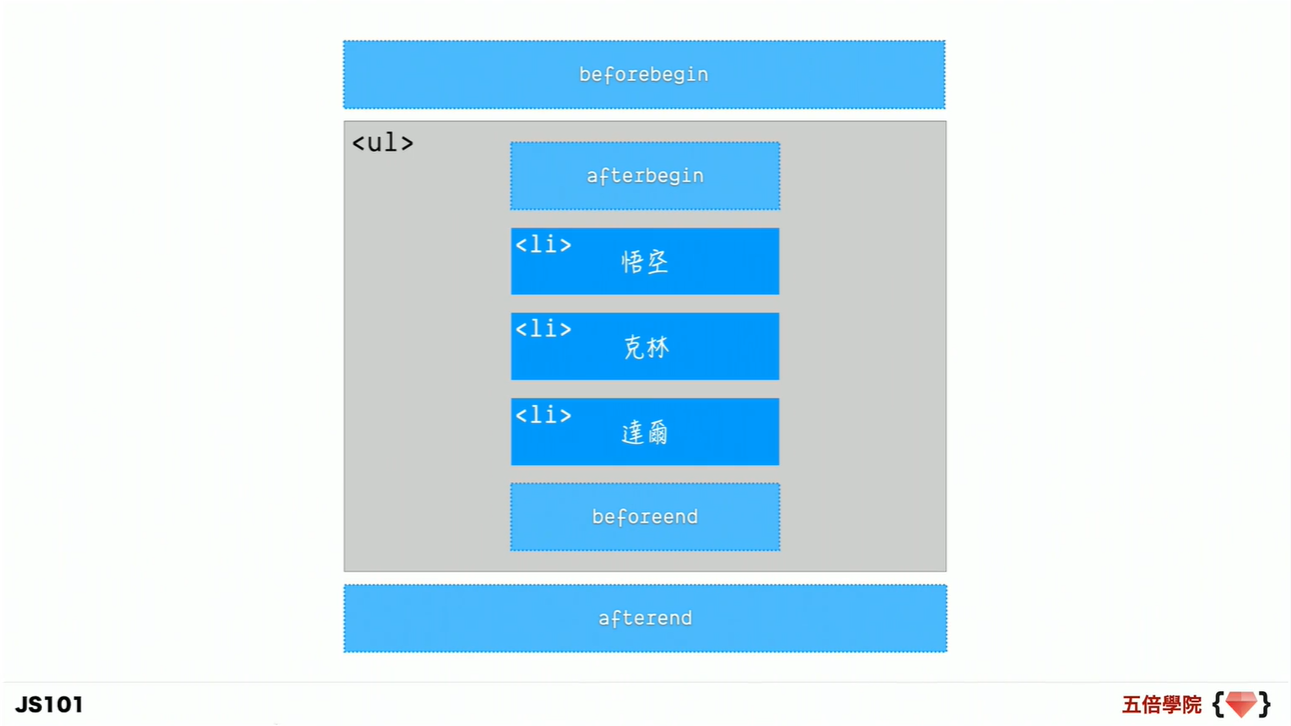 beforebegin
<ul>
afterbegin
<li>
悟空
<li>
克林
<li>
達爾
beforeend
afterend
JS101
五倍學院 { }